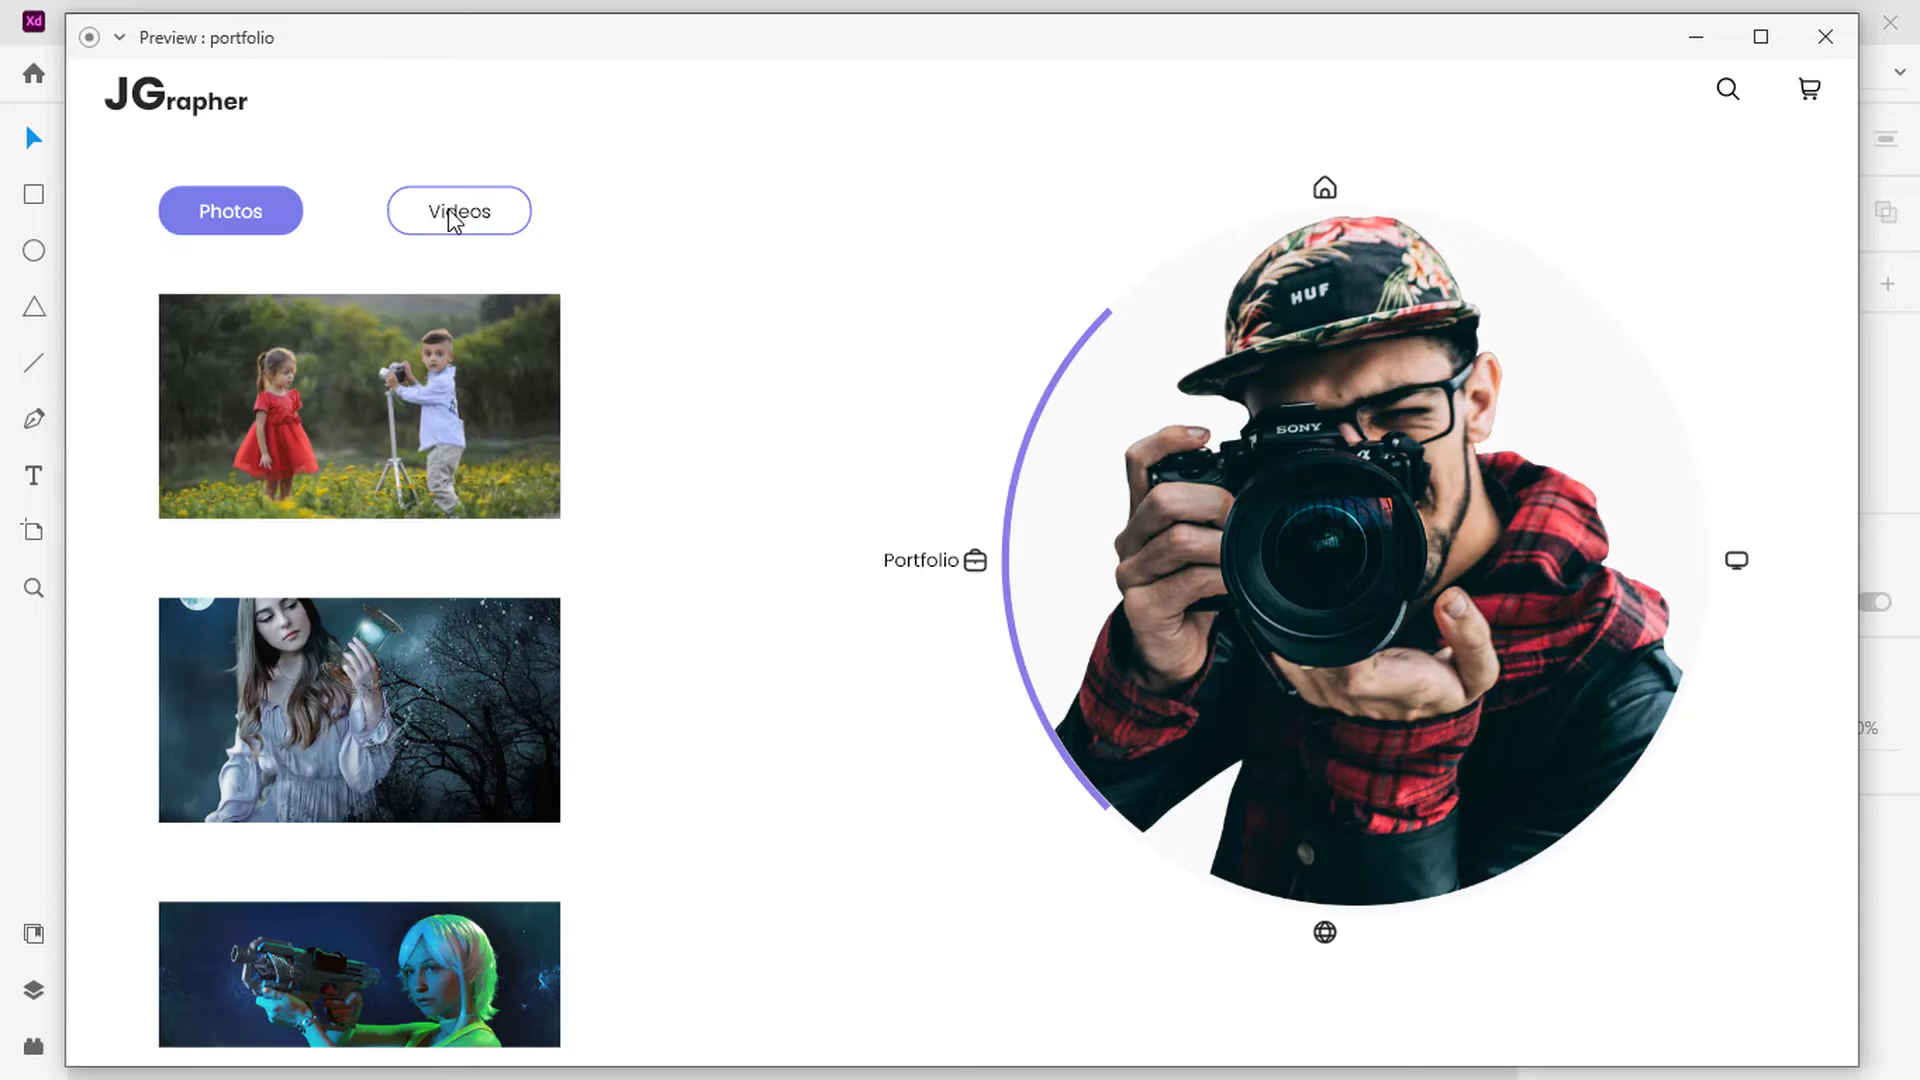 Xd
Preview : portfolio
JGrapher
Photos
Videos
HUF
SONY
α
Portfolio
0%